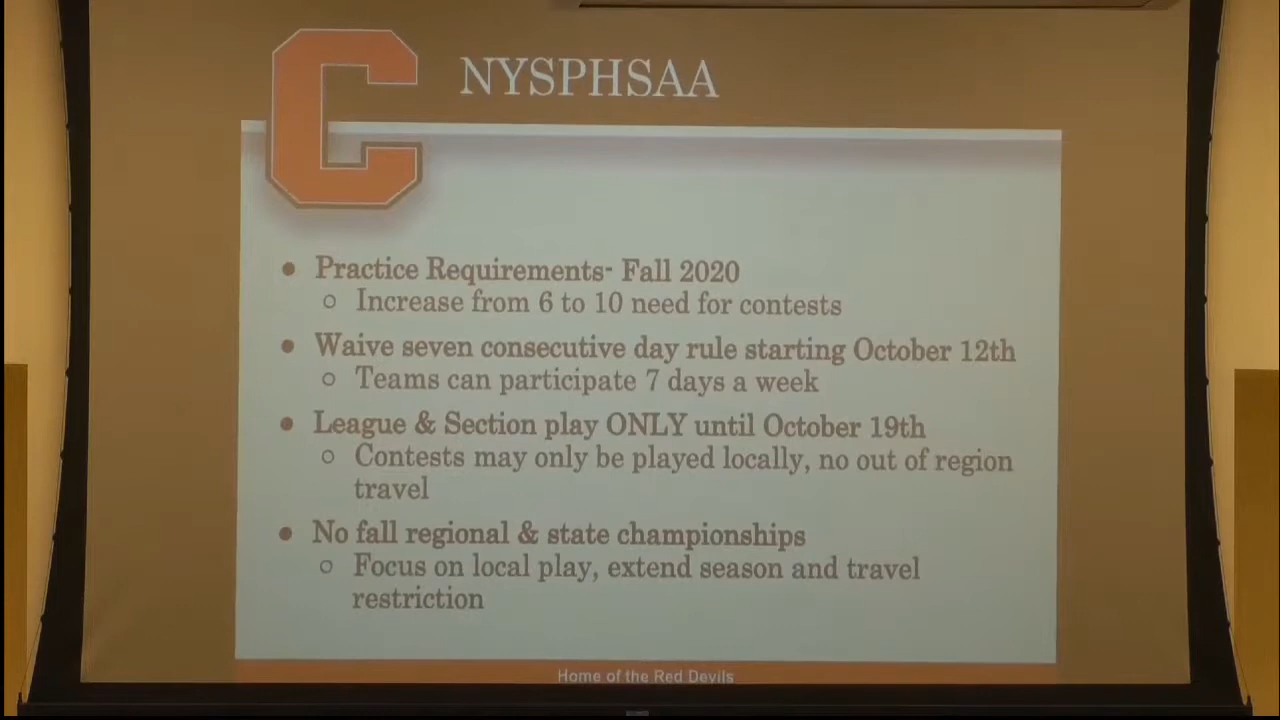 C
NYSPHSAA
● Practice Requirements- Fall 2020
○ Increase from 6 to 10 need for contests
● Waive seven consecutive day rule starting October 12th
○ Teams can participate 7 days a week
● League & Section play ONLY until October 19th
○ Contests may only be played locally, no out of region
travel
● No fall regional & state championships
○ Focus on local play, extend season and travel
restriction
Home of the Red Devils